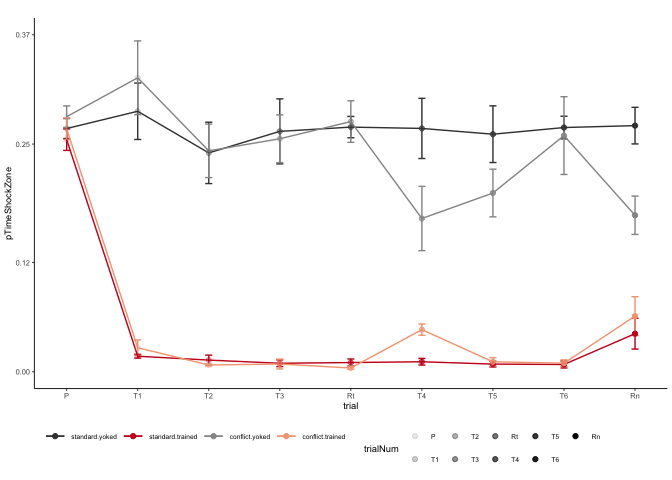 0.37
0.25
0.12
0.00
pTimeShockZone
P T1 T2 T3 Rt T4 T5 T6 Rn
trial
standard.yoked standard.trained conflict.yoked conflict.trained
trialNum
P T2 Rt T5 Rn
T1 T3 T4 T6